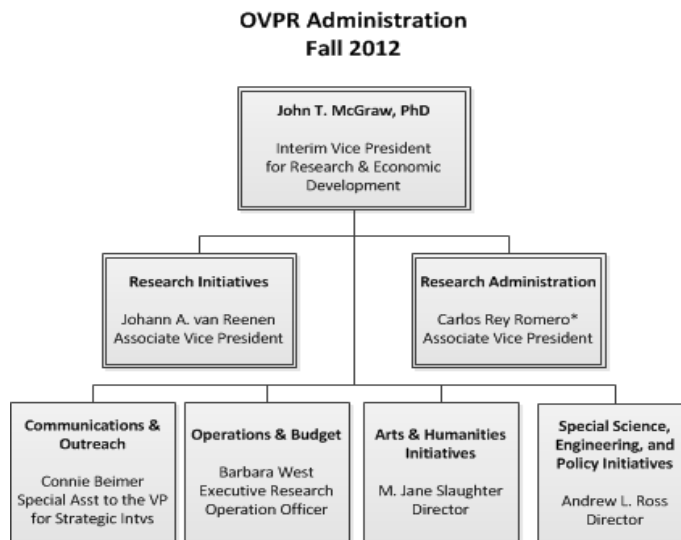 OVPR Administration
Fall 2012
John T. McGraw, PhD
Interim Vice President
for Research & Economic
Development
Research Initiatives
Johann A. van Reenen
Associate Vice President
Research Administration
Carlos Rey Romero*
Associate Vice President
Communications &
Outreach
Connie Beimer
Special Asst to the VP
for Strategic Intvs
Operations & Budget
Barbara West
Executive Research
Operation Officer
Arts & Humanities
Initiatives
M. Jane Slaughter
Director
Special Science,
Engineering, and
Policy Initiatives
Andrew L. Ross
Director